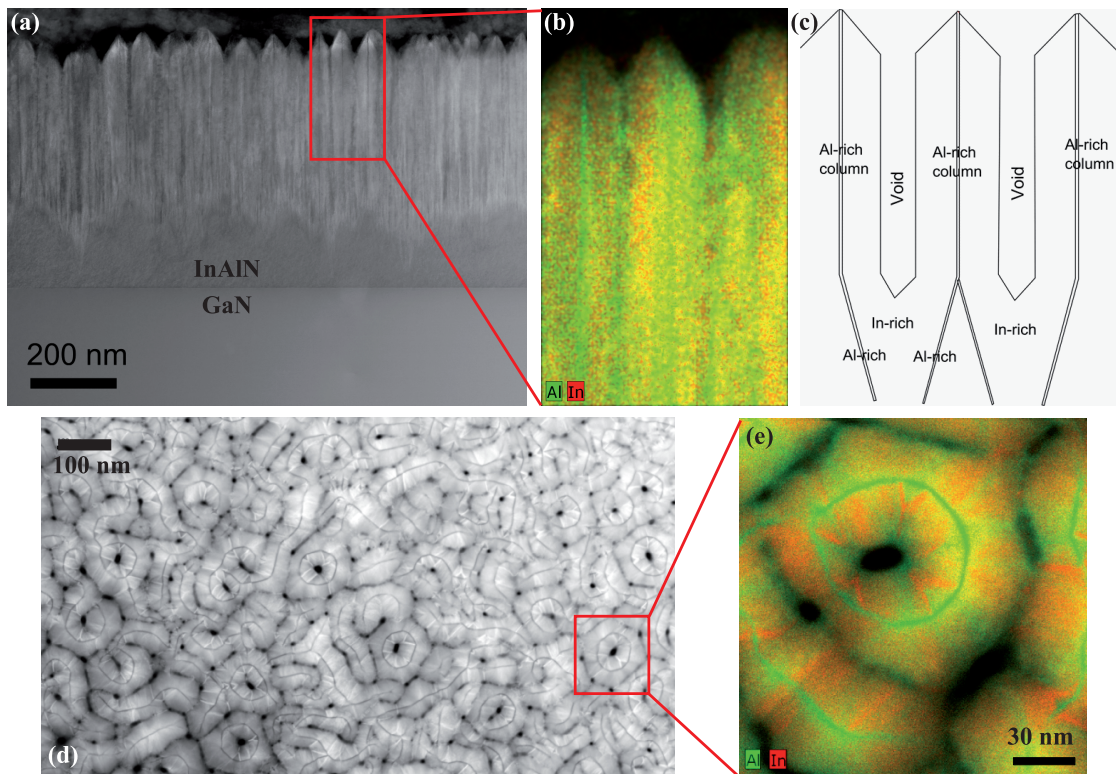 (a)
InAlN
GaN
200 nm
(b)
Al In
(c)
Al-rich
column
Void
Al-rich
column
Void
Al-rich
column
In-rich
In-rich
Al-rich
Al-rich
100 nm
(d)
(e)
Al In
30 nm